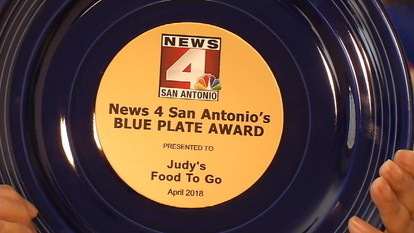 NEWS
4
SAN ANTONIO
News 4 San Antonio's
BLUE PLATE AWARD
PRESENTED TO
Judy's
Food To Go
April 2018